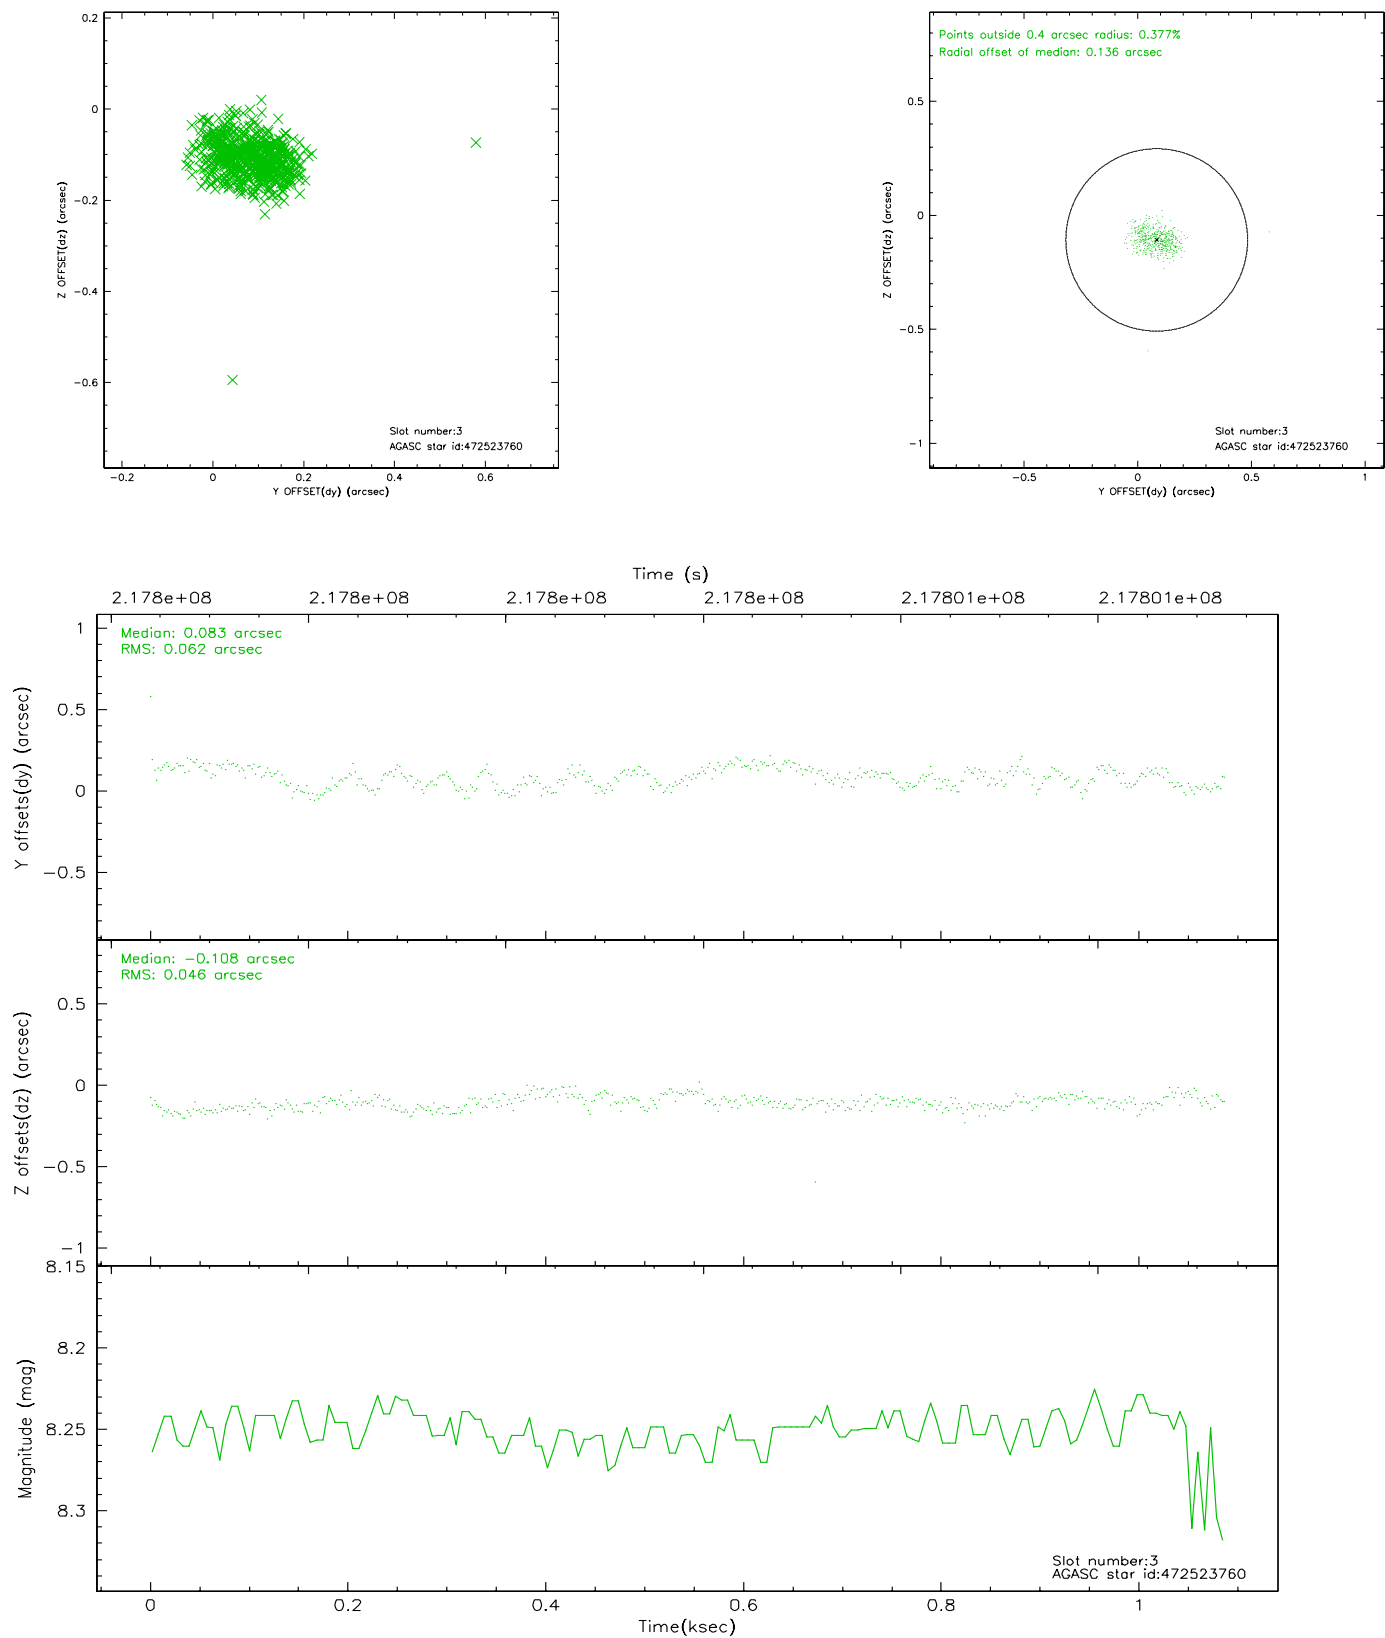 0.2
0
−0.2
−0.4
−0.6
Z OFFSET(dz) (arcsec)
Slot number:3
AGASC star id:472523760
−0.2 0 0.2 0.4 0.6
Y OFFSET(dy) (arcsec)
Points outside 0.4 arcsec radius: 0.377%
Radial offset of median: 0.136 arcsec
0.5
0
−0.5
−1
Z OFFSET(dz) (arcsec)
Slot number:3
AGASC star id:472523760
−0.5 0 0.5 1
Y OFFSET(dy) (arcsec)
Time (s)
2.178e+08 2.178e+08 2.178e+08 2.178e+08 2.17801e+08 2.17801e+08
Median: 0.083 arcsec
RMS: 0.062 arcsec
1
0.5
0
−0.5
Y offsets(dy) (arcsec)
Median: −0.108 arcsec
RMS: 0.046 arcsec
0.5
0
−0.5
−1
Z offsets(dz) (arcsec)
8.15
8.2
8.25
8.3
Magnitude (mag)
Slot number:3
AGASC star id:472523760
0 0.2 0.4 0.6 0.8 1
Time(ksec)